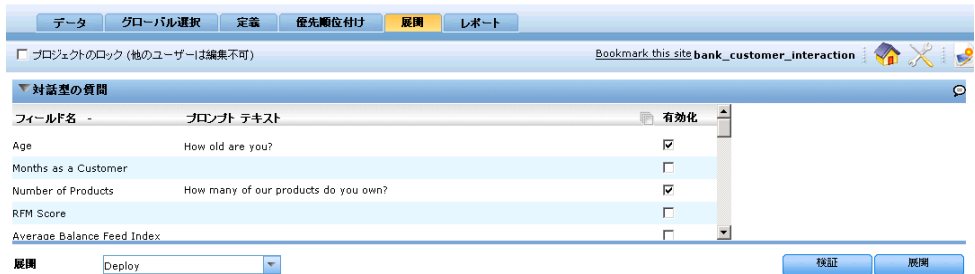 データ グローバル選択 定義 優先順位付け 展開 レポート
プロジェクトのロック (他のユーザーは編集不可) Bookmark this site bank_customer_interaction
対話型の質問
フィールド名 - プロンプト テキスト 有効化
Age How old are you?
Months as a Customer
Number of Products How many of our products do you own?
RFM Score
Average Balance Feed Index
展開 Deploy 検証 展開